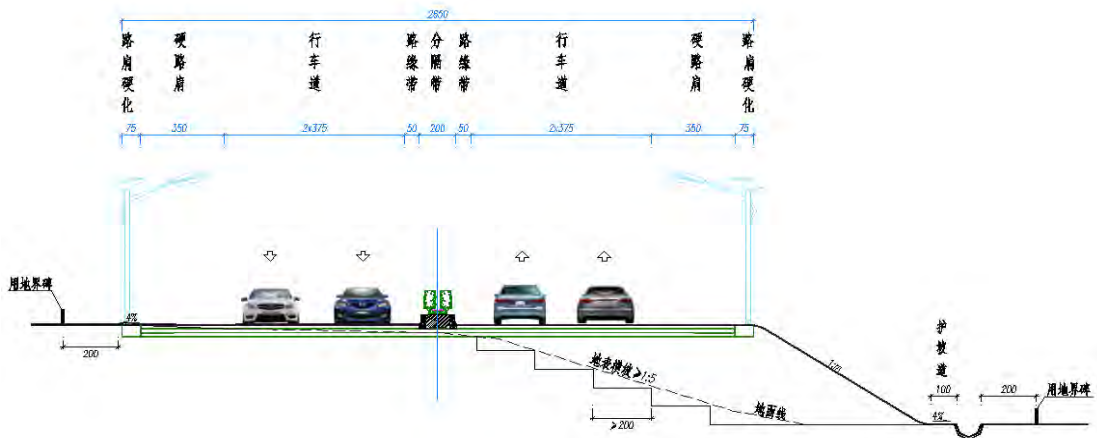 2650
路肩硬化
硬路肩
行车道
路缘带
分隔带
路缘带
行车道
硬路肩
路肩硬化
75
350
2x375
50
200
50
2x375
350
75
用地界碑
4%
200
地表横坡≥1:5
≥200
地面线
护坡道
100
200
用地界碑
4%